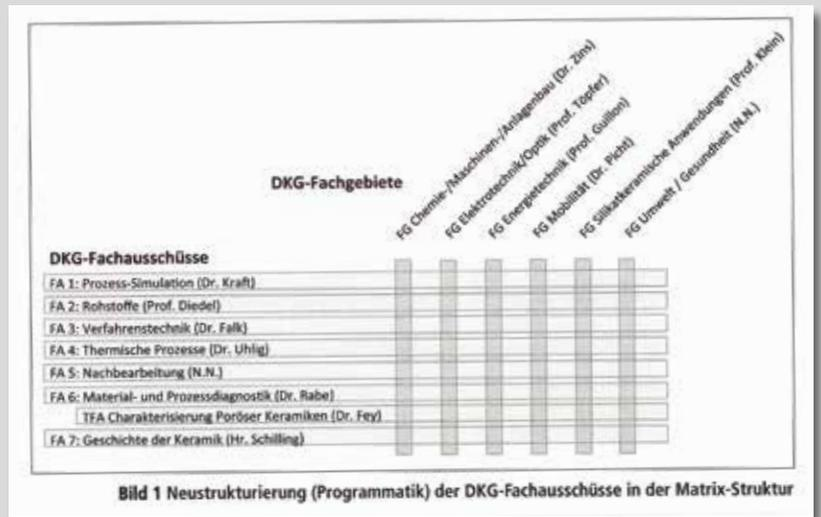 DKG-Fachgebiete
FG Chemie-/Maschinen-/Anlagenbau (Dr. Zins)
FG Elektrotechnik/Optik (Prof. Töpfer)
FG Energietechnik (Prof. Guillon)
FG Mobilität (Dr. Picht)
FG Silikatkeramische Anwendungen (Prof. Klein)
FG Umwelt / Gesundheit (N.N.)
DKG-Fachausschüsse
FA 1: Prozess-Simulation (Dr. Kraft)
FA 2: Rohstoffe (Prof. Diedel)
FA 3: Verfahrenstechnik (Dr. Falk)
FA 4: Thermische Prozesse (Dr. Uhlig)
FA 5: Nachbearbeitung (N.N.)
FA 6: Material- und Prozessdiagnostik (Dr. Rabe)
TFA Charakterisierung Poröser Keramiken (Dr. Fey)
FA 7: Geschichte der Keramik (Hr. Schilling)
Bild 1 Neustrukturierung (Programmatik) der DKG-Fachausschüsse in der Matrix-Struktur